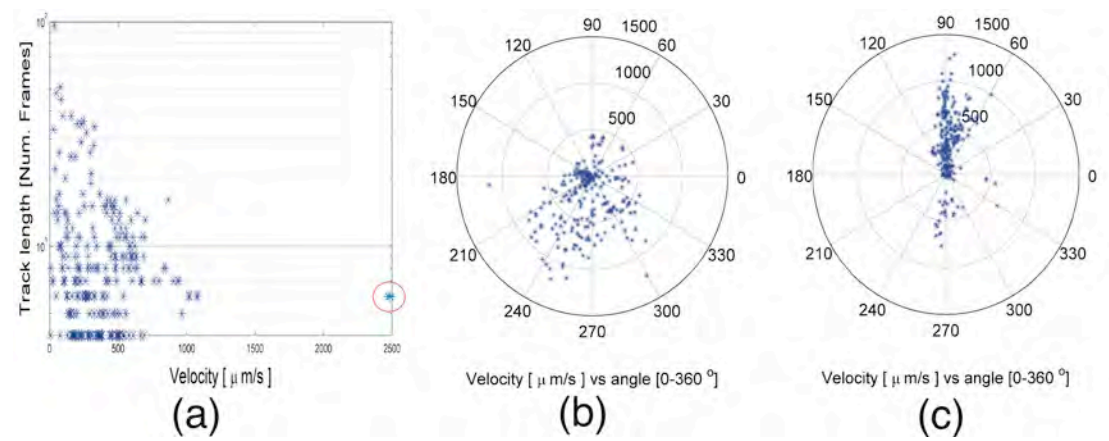 Track length [Num. Frames]
10²
10¹
0 500 1000 1500 2000 2500
Velocity [ μ m/s ]
(a)
90 1500
120 60
1000
150 30
500
180 0
210 330
240 300
270
Velocity [ μ m/s ] vs angle [0-360 °]
(b)
90 1500
120 60
1000
150 30
500
180 0
210 330
240 300
270
Velocity [ μ m/s ] vs angle [0-360 °]
(c)